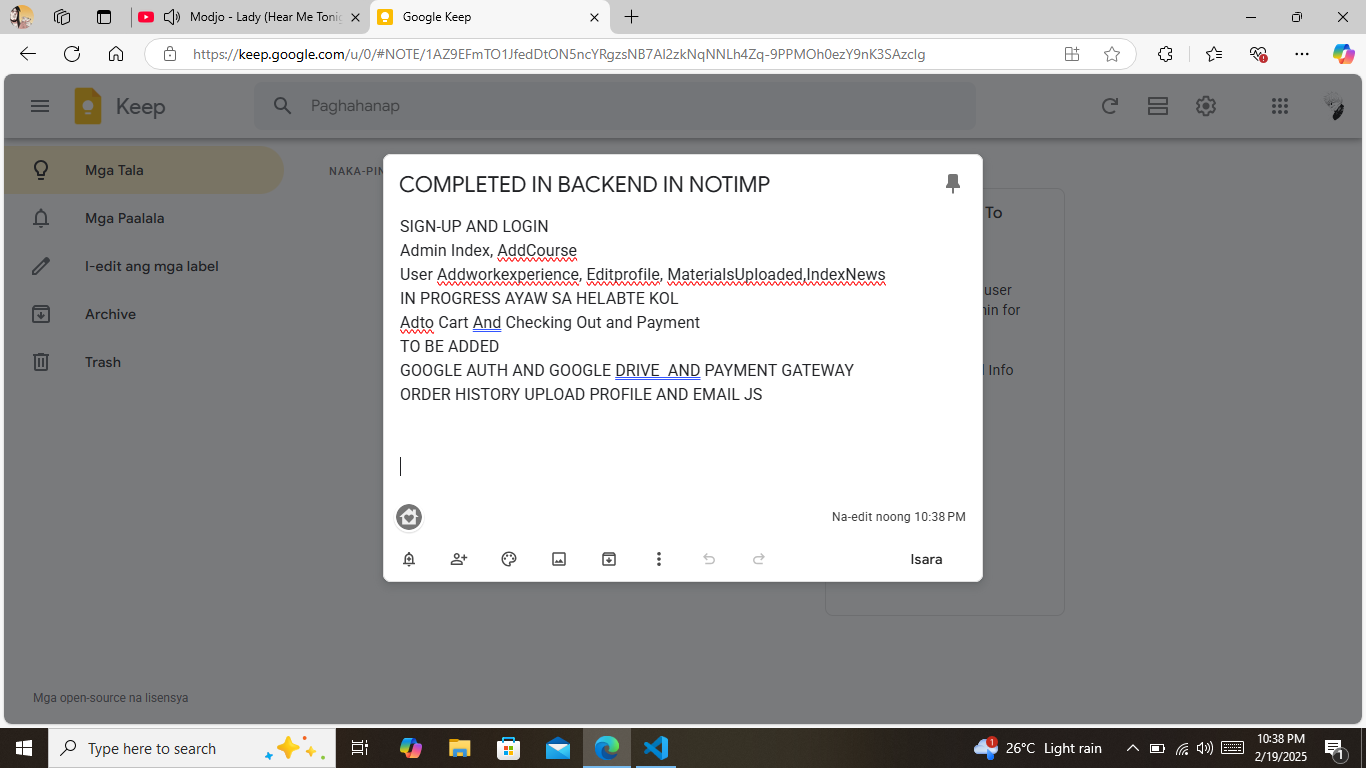 Modjo - Lady (Hear Me Tonig
Google Keep
https://keep.google.com/u/0/#NOTE/1AZ9EFmTO1JfedDtON5ncYRgzsNB7Al2zkNqNNLh4Zq-9PPMOh0ezY9nK3SAzclg
Keep
Paghahanap
Mga Tala
Mga Paalala
I-edit ang mga label
Archive
Trash
NAKA-PIN
To
user
min for
Info
COMPLETED IN BACKEND IN NOTIMP
SIGN-UP AND LOGIN
Admin Index, AddCourse
User Addworkexperience, Editprofile, MaterialsUploaded,IndexNews
IN PROGRESS AYAW SA HELABTE KOL
Adto Cart And Checking Out and Payment
TO BE ADDED
GOOGLE AUTH AND GOOGLE DRIVE  AND PAYMENT GATEWAY
ORDER HISTORY UPLOAD PROFILE AND EMAIL JS
Na-edit noong 10:38 PM
Isara
Mga open-source na lisensya
Type here to search
1
26°C Light rain
10:38 PM
2/19/2025
1